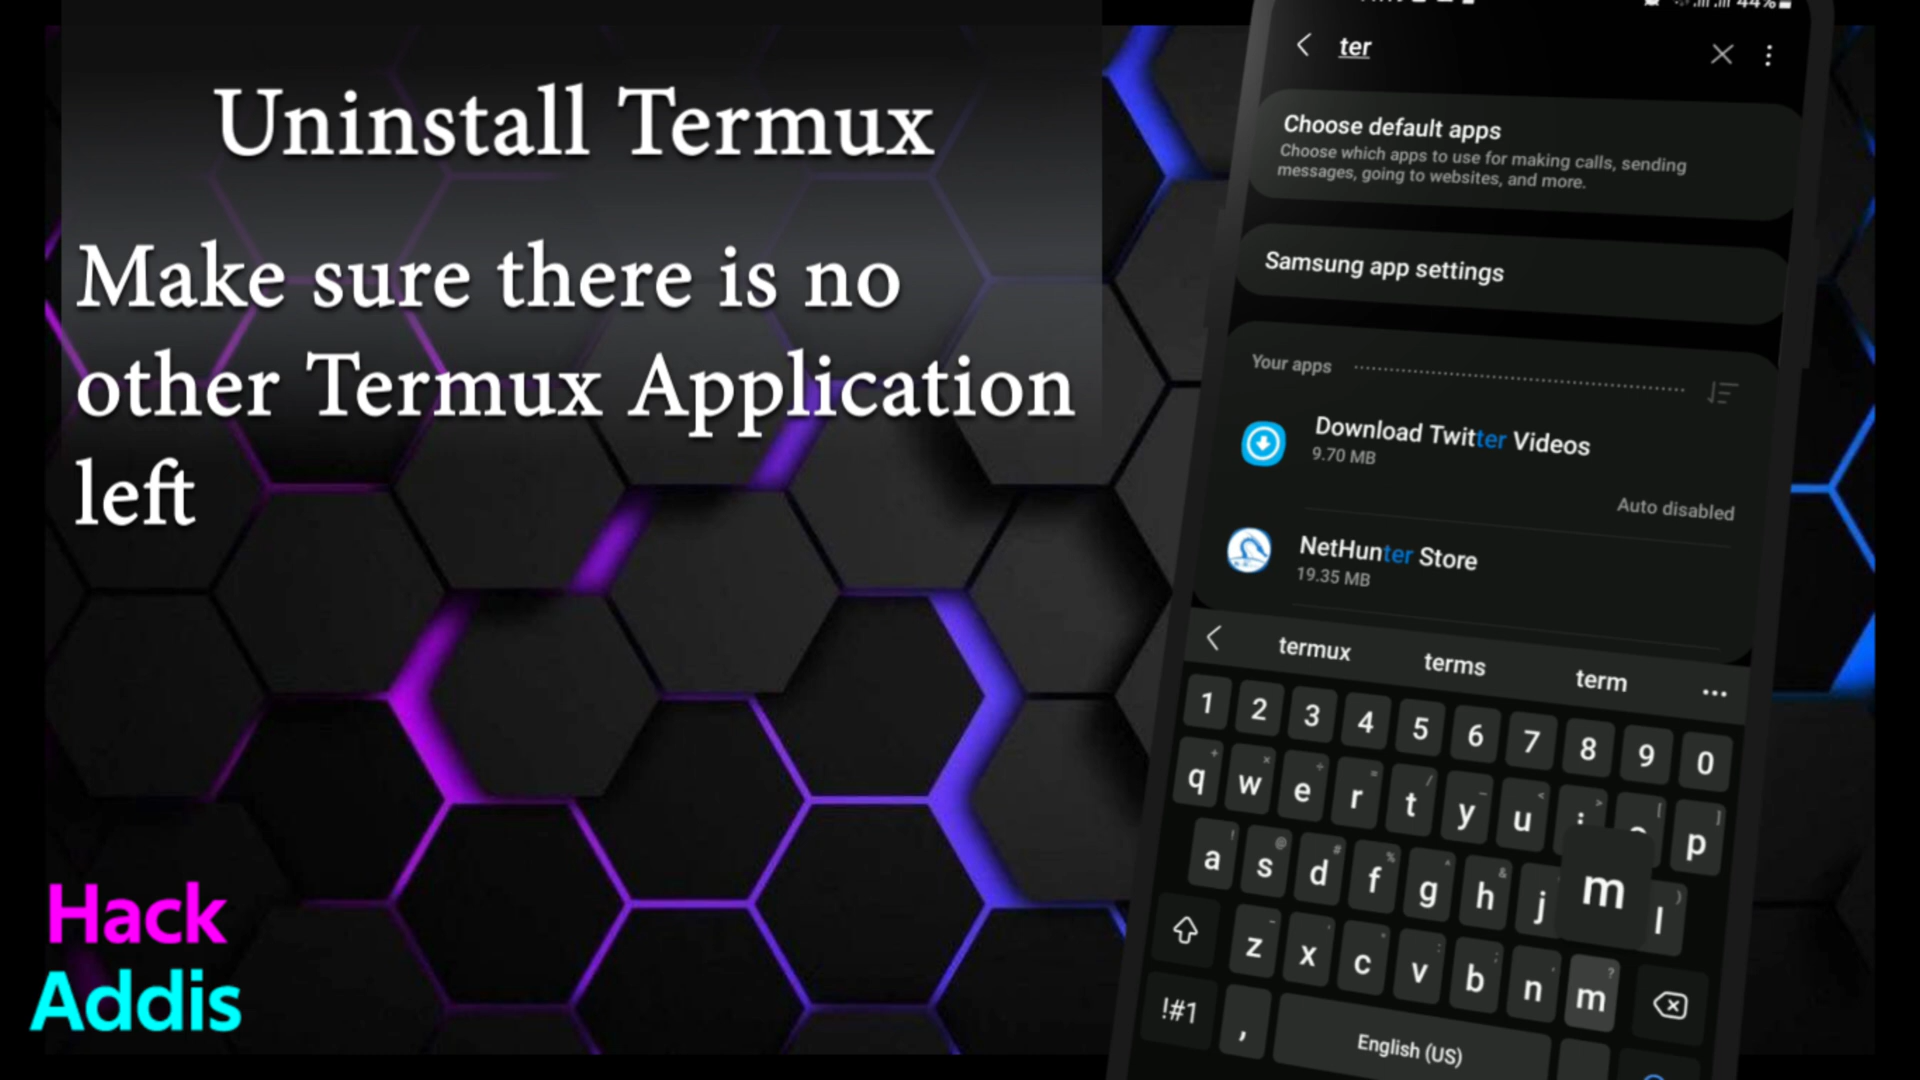 Uninstall Termux
Make sure there is no
other Termux Application
left
Hack
Addis
44%
ter
Choose default apps
Choose which apps to use for making calls, sending
messages, going to websites, and more.
Samsung app settings
Your apps
Download Twitter Videos
9.70 MB
Auto disabled
NetHunter Store
19.35 MB
termux terms term
1 2 3 4 5 6 7 8 9 0
q w e r t y u p
a s d f g h j m l
z x c v b n m
!#1 , English (US)